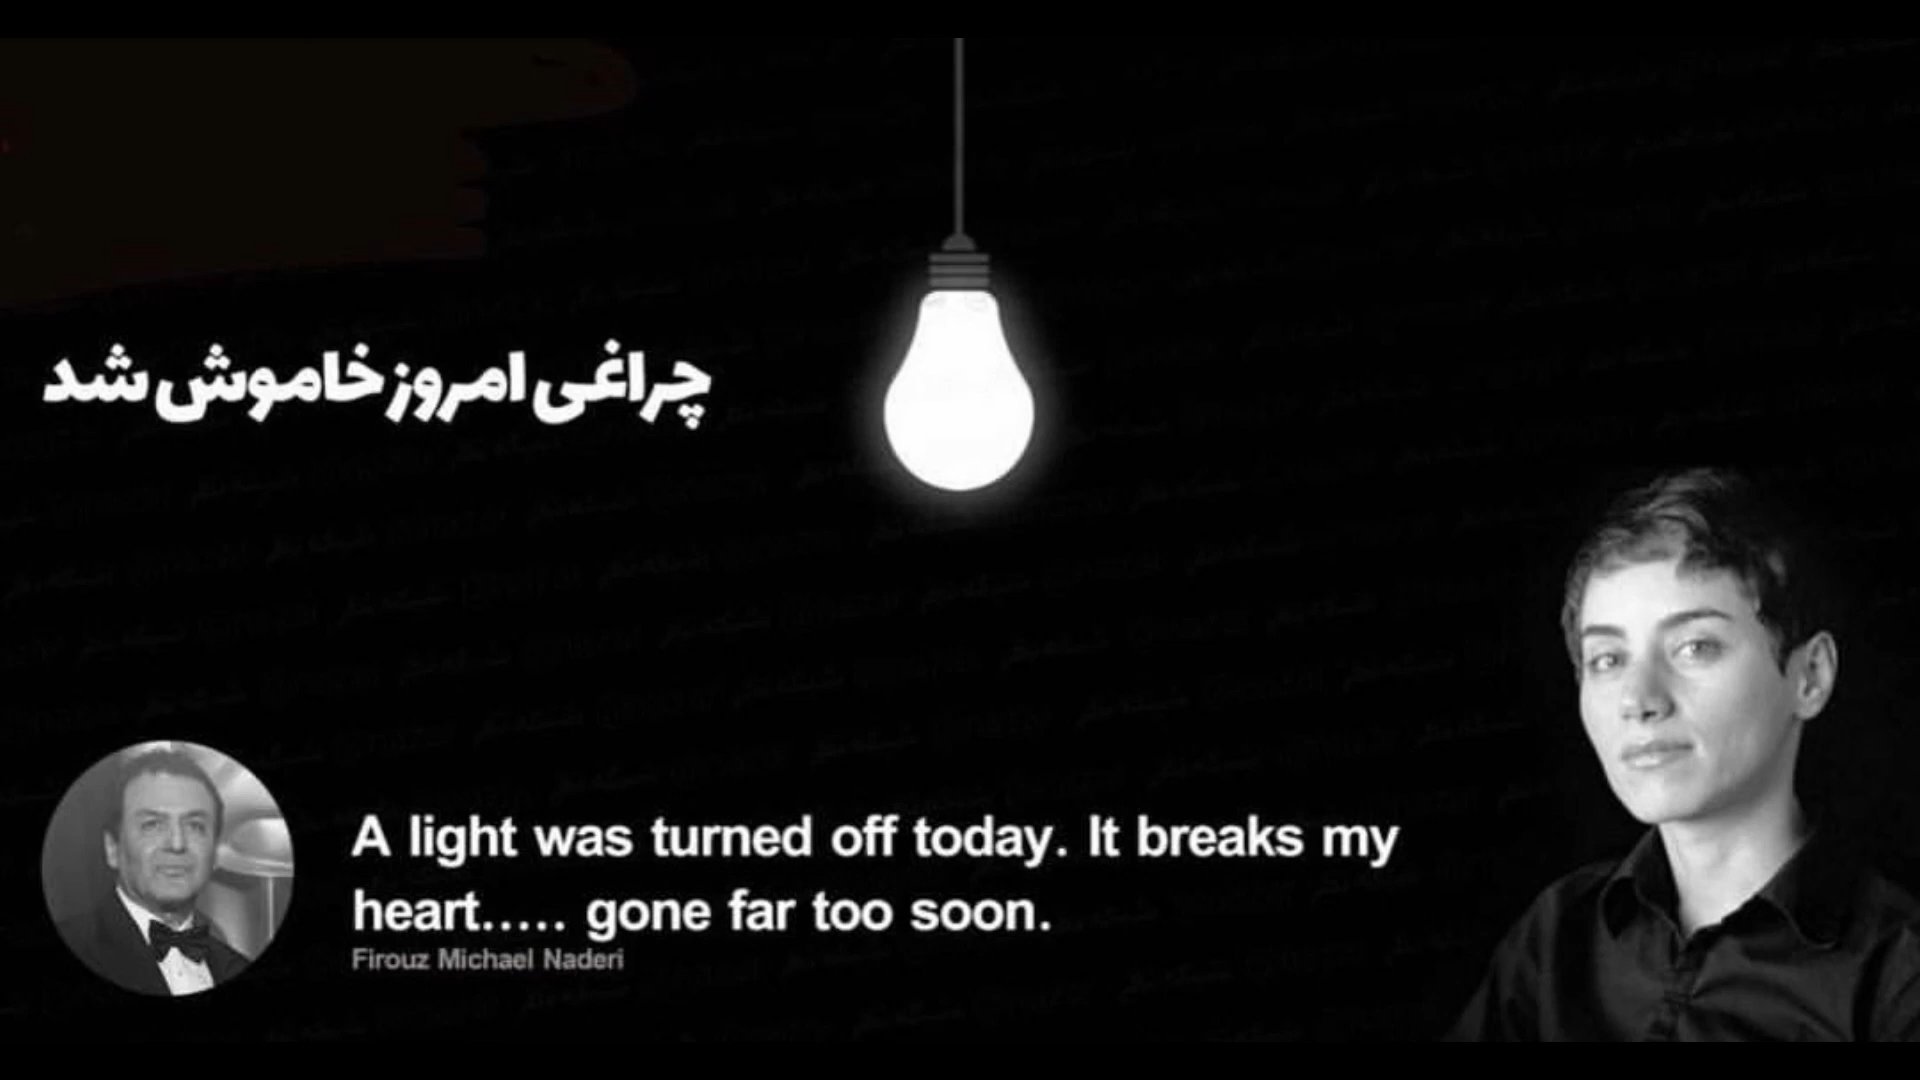 چراغی امروز خاموش شد
A light was turned off today. It breaks my
heart..... gone far too soon.
Firouz Michael Naderi